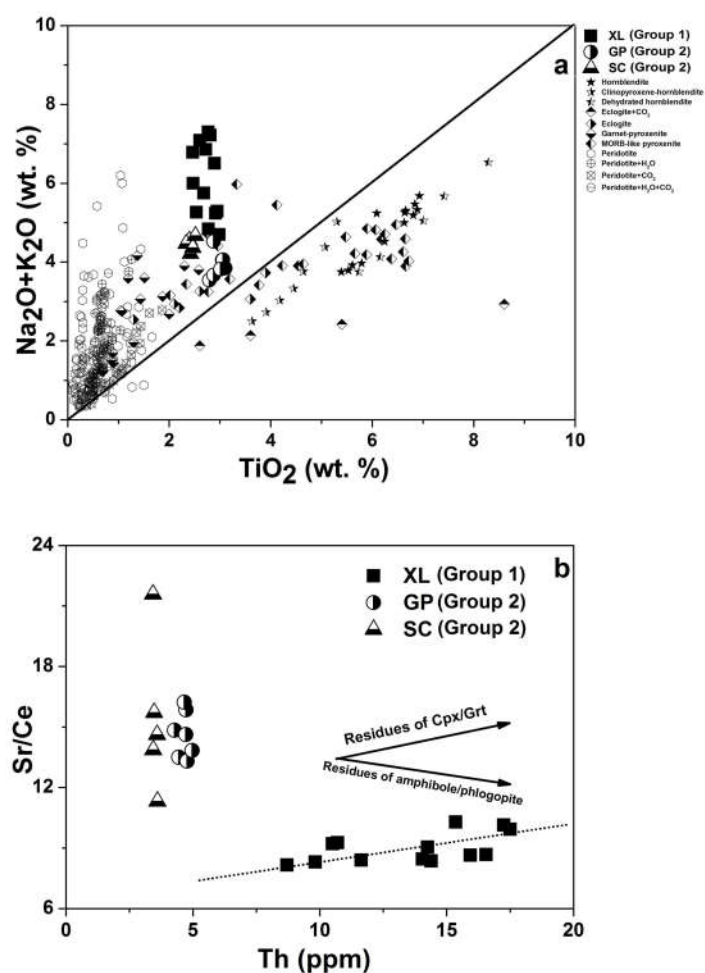 10
8
6
4
2
0
Na₂O+K₂O (wt. %)
a
0
2
4
6
8
10
TiO₂ (wt. %)
XL (Group 1)
GP (Group 2)
SC (Group 2)
Hornblendite
Clinopyroxene-hornblendite
Dehydrated hornblendite
Eclogite+CO₂
Eclogite
Garnet-pyroxenite
MORB-like pyroxenite
Peridotite
Peridotite+H₂O
Peridotite+CO₂
Peridotite+H₂O+CO₂
24
18
12
6
Sr/Ce
b
XL (Group 1)
GP (Group 2)
SC (Group 2)
Residues of Cpx/Grt
Residues of amphibole/phlogopite
0
5
10
15
20
Th (ppm)